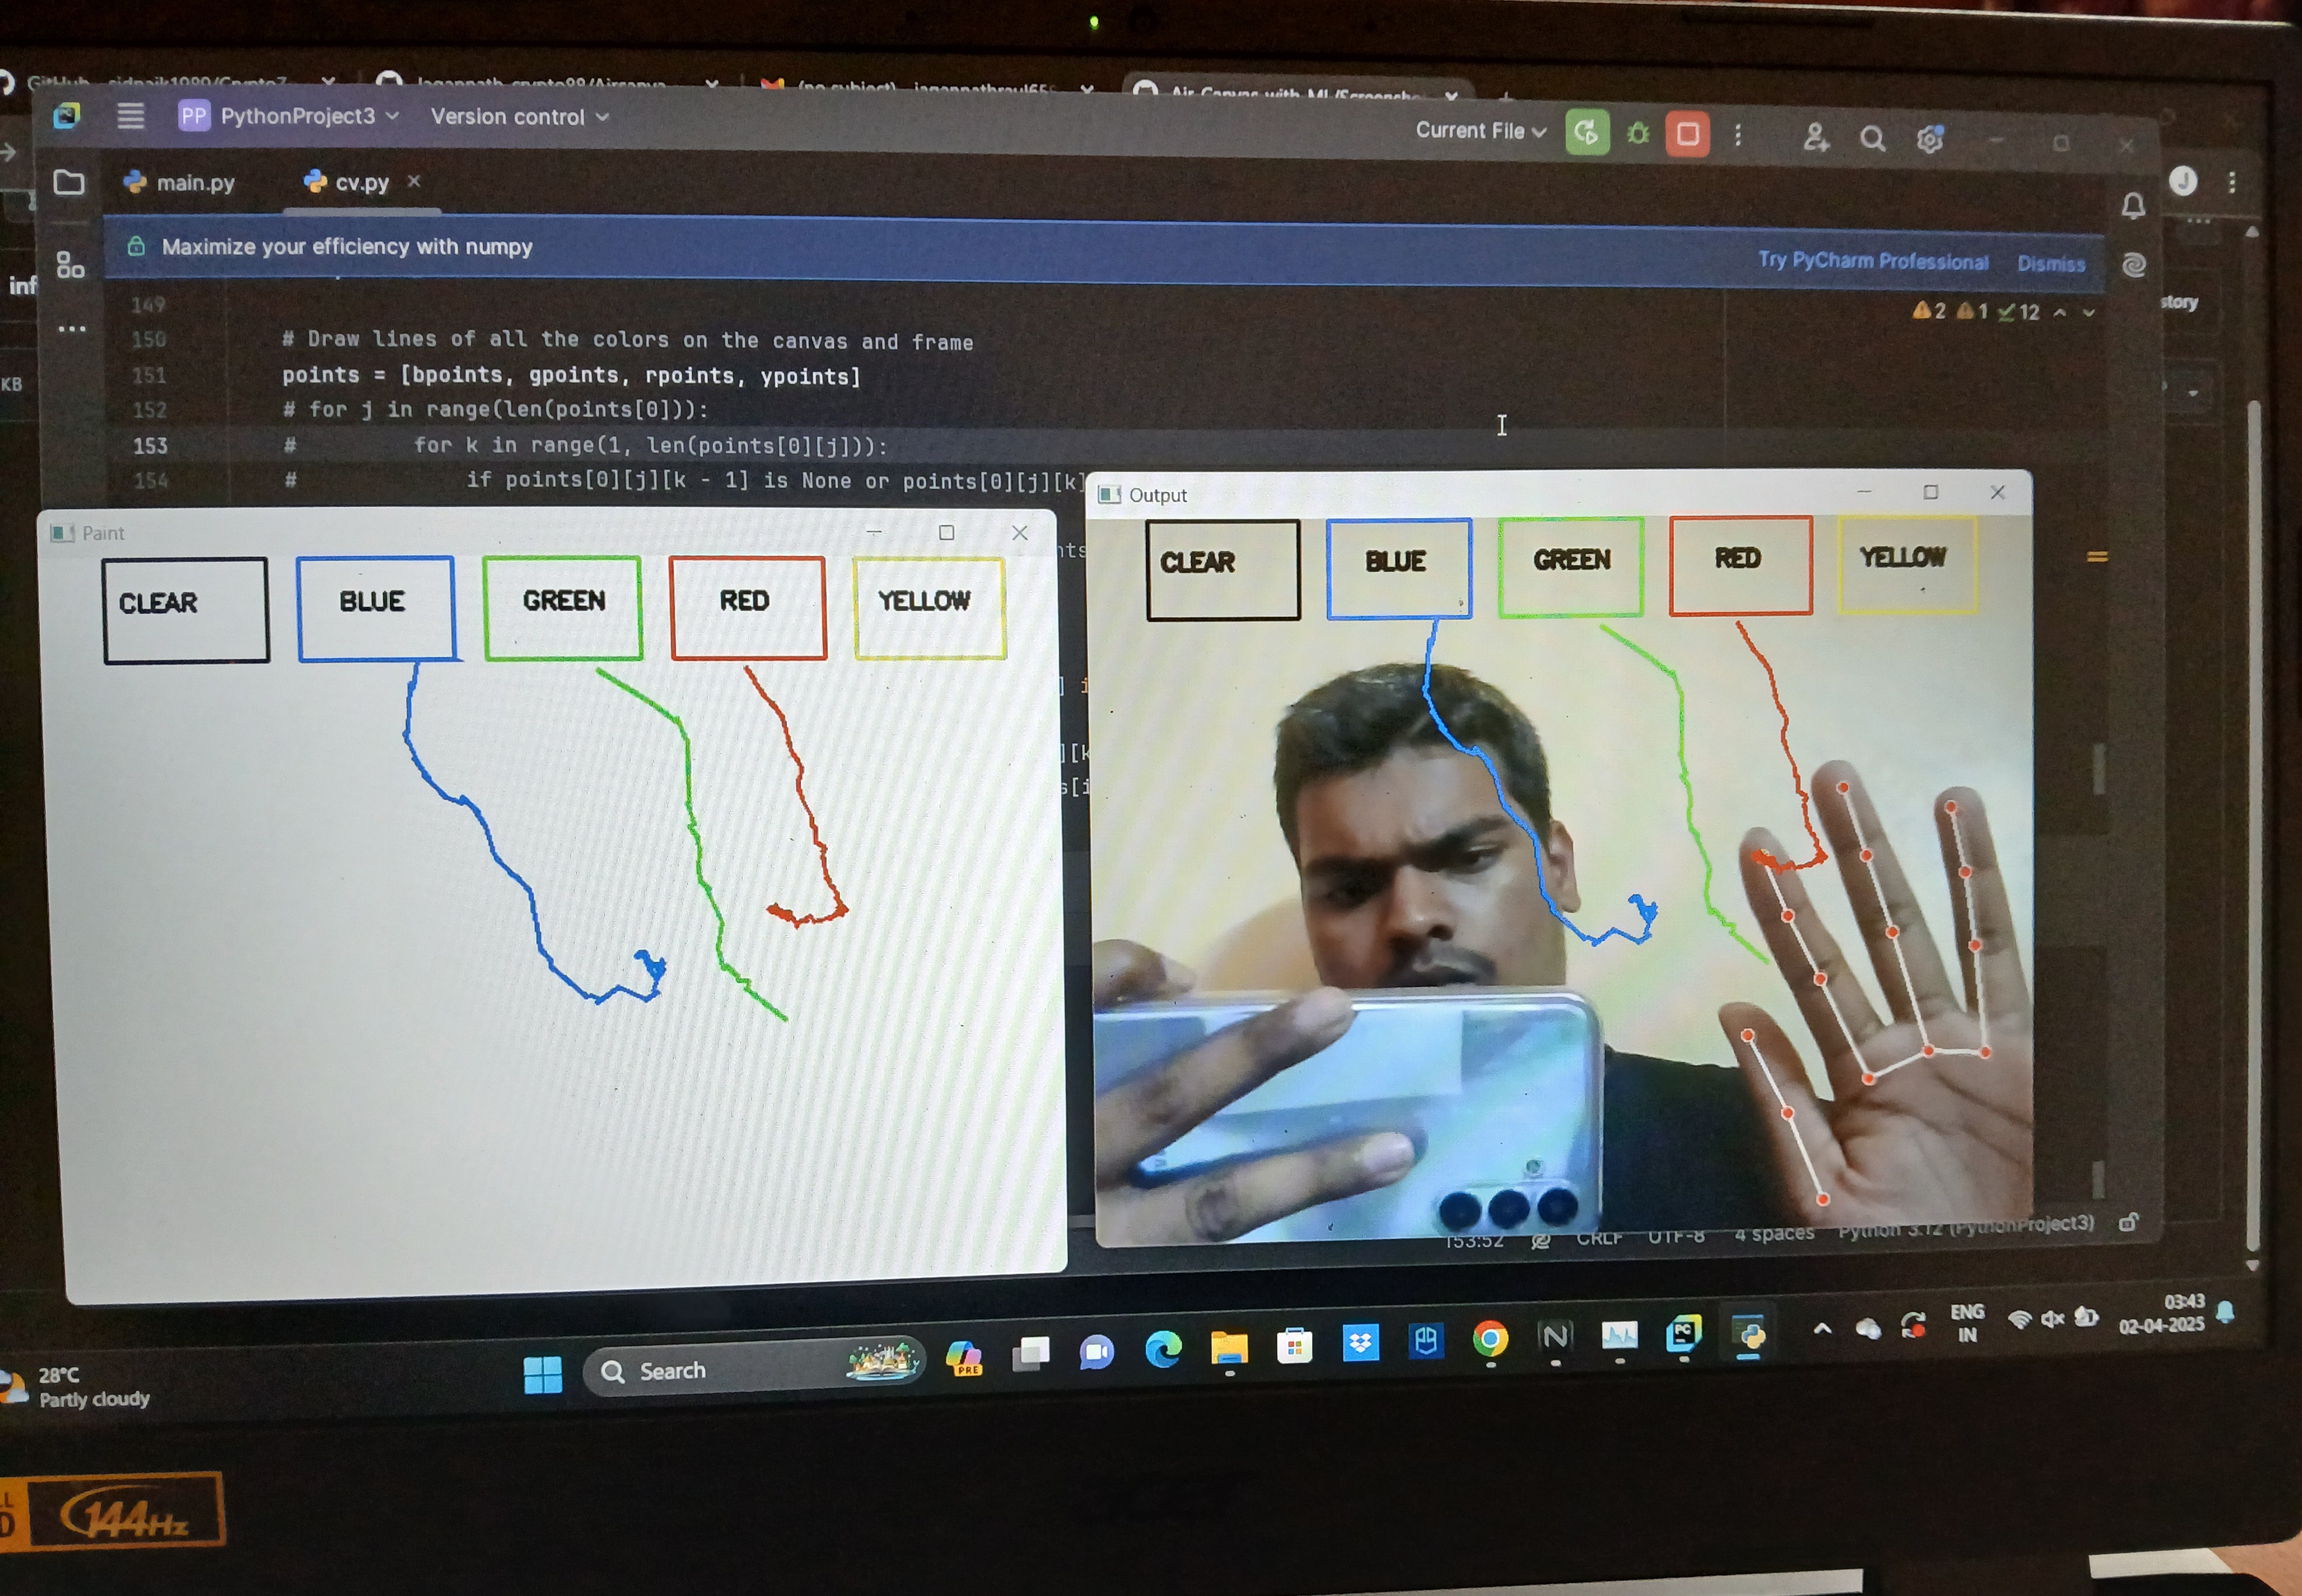 PP PythonProject3 Version control Current File
main.py cv.py
Maximize your efficiency with numpy Try PyCharm Professional Dismiss
inf
story
KB
2 1 12
149
150 # Draw lines of all the colors on the canvas and frame
151 points = [bpoints, gpoints, rpoints, ypoints]
152 # for j in range(len(points[0])):
153 # for k in range(1, len(points[0][j])):
154 # if points[0][j][k - 1] is None or points[0][j][k]
Paint
CLEAR BLUE GREEN RED YELLOW
Output
CLEAR BLUE GREEN RED YELLOW
153:52 CRLF UTF-8 4 spaces Python 3.12 (PythonProject3)
28°C
Partly cloudy
Search
PRE
ENG
IN
03:43
02-04-2025
144Hz